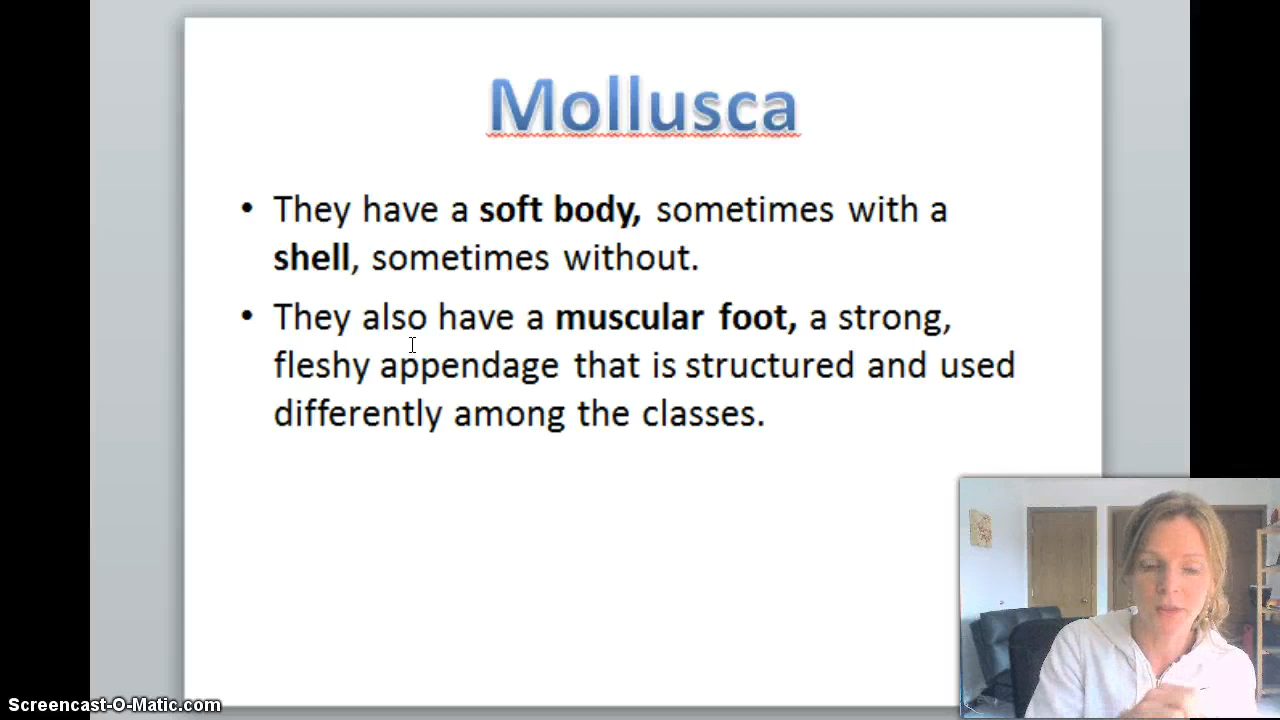 Mollusca
• They have a soft body, sometimes with a
shell, sometimes without.
• They also have a muscular foot, a strong,
fleshy appendage that is structured and used
differently among the classes.
Screencast-O-Matic.com